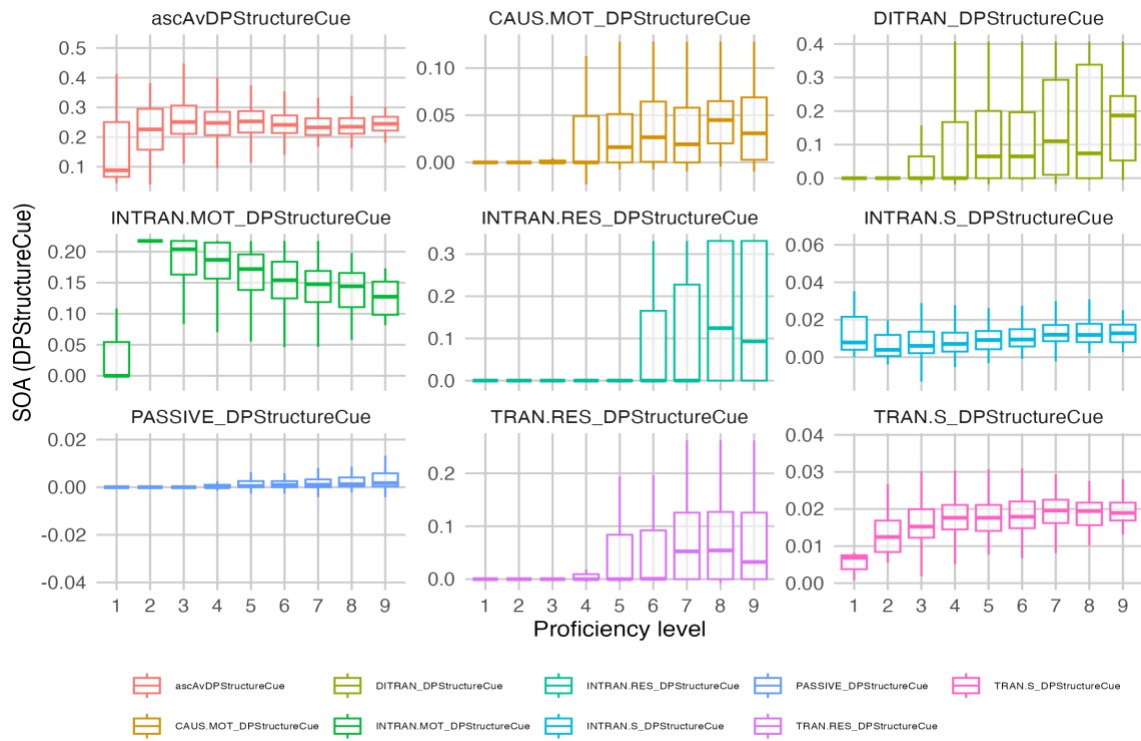 ascAvDPStructureCue CAUS.MOT_DPStructureCue DITRAN_DPStructureCue
0.5 0.4 0.3 0.2 0.1
0.10 0.05 0.00
0.4 0.3 0.2 0.1 0.0
INTRAN.MOT_DPStructureCue INTRAN.RES_DPStructureCue INTRAN.S_DPStructureCue
0.20 0.15 0.10 0.05 0.00
0.3 0.2 0.1 0.0
0.06 0.04 0.02 0.00
SOA (DPStructureCue)
PASSIVE_DPStructureCue TRAN.RES_DPStructureCue TRAN.S_DPStructureCue
0.02 0.00 -0.02 -0.04
0.2 0.1 0.0
0.04 0.03 0.02 0.01 0.00
1 2 3 4 5 6 7 8 9 1 2 3 4 5 6 7 8 9 1 2 3 4 5 6 7 8 9
Proficiency level
ascAvDPStructureCue DITRAN_DPStructureCue INTRAN.RES_DPStructureCue PASSIVE_DPStructureCue TRAN.S_DPStructureCue
CAUS.MOT_DPStructureCue INTRAN.MOT_DPStructureCue INTRAN.S_DPStructureCue TRAN.RES_DPStructureCue